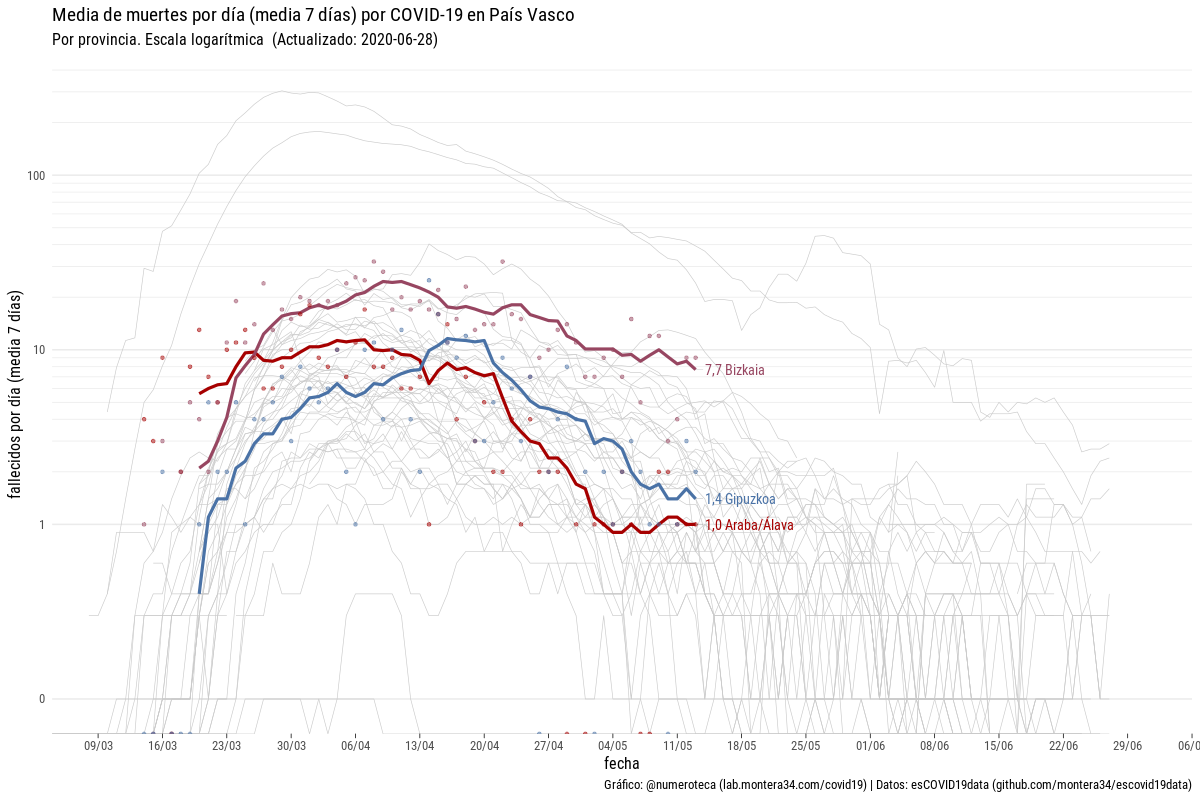 Media de muertes por día (media 7 días) por COVID-19 en País Vasco
Por provincia. Escala logarítmica (Actualizado: 2020-06-28)
fallecidos por día (media 7 días)
100
10
1
0
7,7 Bizkaia
1,4 Gipuzkoa
1,0 Araba/Álava
09/03 16/03 23/03 30/03 06/04 13/04 20/04 27/04 04/05 11/05 18/05 25/05 01/06 08/06 15/06 22/06 29/06 06/0
fecha
Gráfico: @numeroteca (lab.montera34.com/covid19) | Datos: esCOVID19data (github.com/montera34/escovid19data)